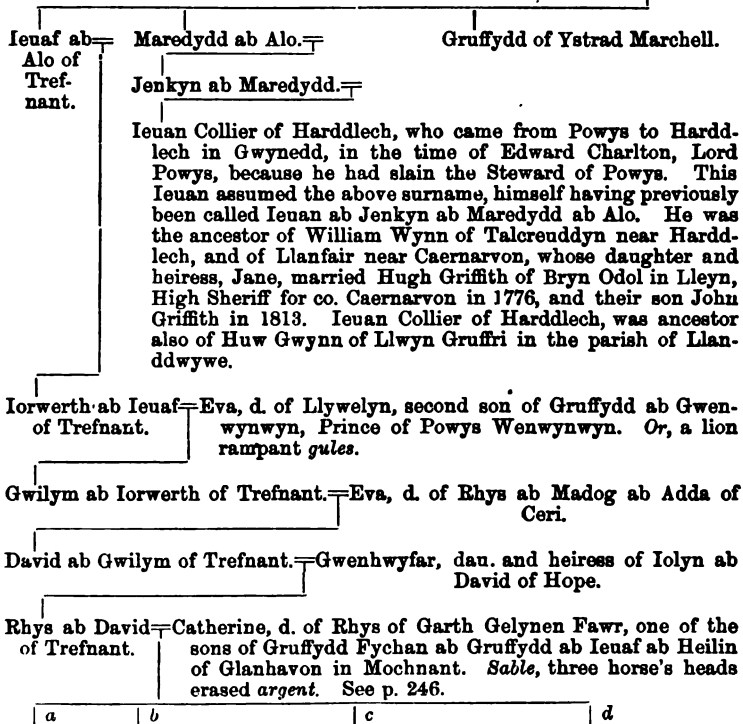 Ieuaf ab Maredydd ab Alo. Gruffydd of Ystrad Marchell.
Alo of
Tref-
nant.
Jenkyn ab Maredydd.
Ieuan Collier of Harddlech, who came from Powys to Hardd-
lech in Gwynedd, in the time of Edward Charlton, Lord
Powys, because he had slain the Steward of Powys. This
Ieuan assumed the above surname, himself having previously
been called Ieuan ab Jenkyn ab Maredydd ab Alo. He was
the ancestor of William Wynn of Talcreuddyn near Hardd-
lech, and of Llanfair near Caernarvon, whose daughter and
heiress, Jane, married Hugh Griffith of Bryn Odol in Lleyn,
High Sheriff for co. Caernarvon in 1776, and their son John
Griffith in 1813. Ieuan Collier of Harddlech, was ancestor
also of Huw Gwynn of Llwyn Gruffri in the parish of Llan-
ddwywe.
Iorwerth ab Ieuaf Eva, d. of Llywelyn, second son of Gruffydd ab Gwen-
of Trefnant. wynwyn, Prince of Powys Wenwynwyn. Or, a lion
rampant gules.
Gwilym ab Iorwerth of Trefnant. Eva, d. of Rhys ab Madog ab Adda of
Ceri.
David ab Gwilym of Trefnant. Gwenhwyfar, dau. and heiress of Iolyn ab
David of Hope.
Rhys ab David Catherine, d. of Rhys of Garth Gelynen Fawr, one of the
of Trefnant. sons of Gruffydd Fychan ab Gruffydd ab Ieuaf ab Heilin
of Glanhavon in Mochnant. Sable, three horse's heads
erased argent. See p. 246.
a b c d